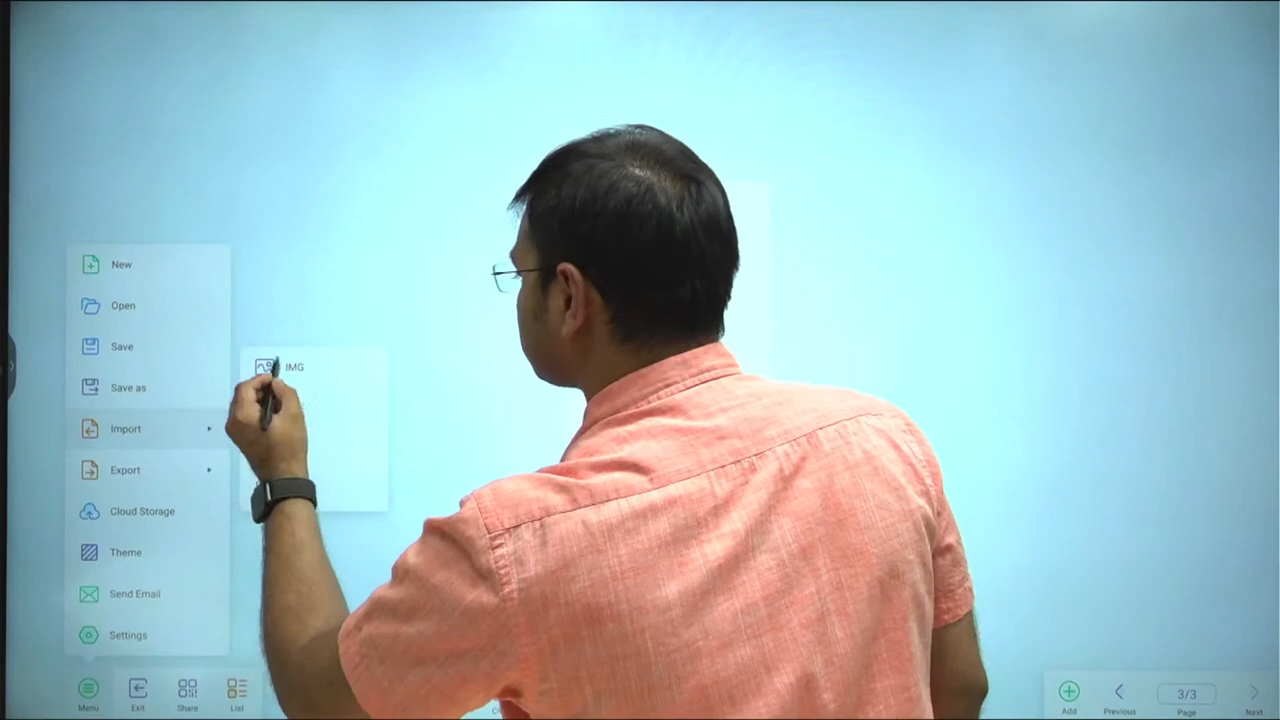 New
Open
Save
Save as
Import
Export
Cloud Storage
Theme
Send Email
Settings
IMG
Menu
Exit
Share
List
Add
Previous
3/3
Page
Next